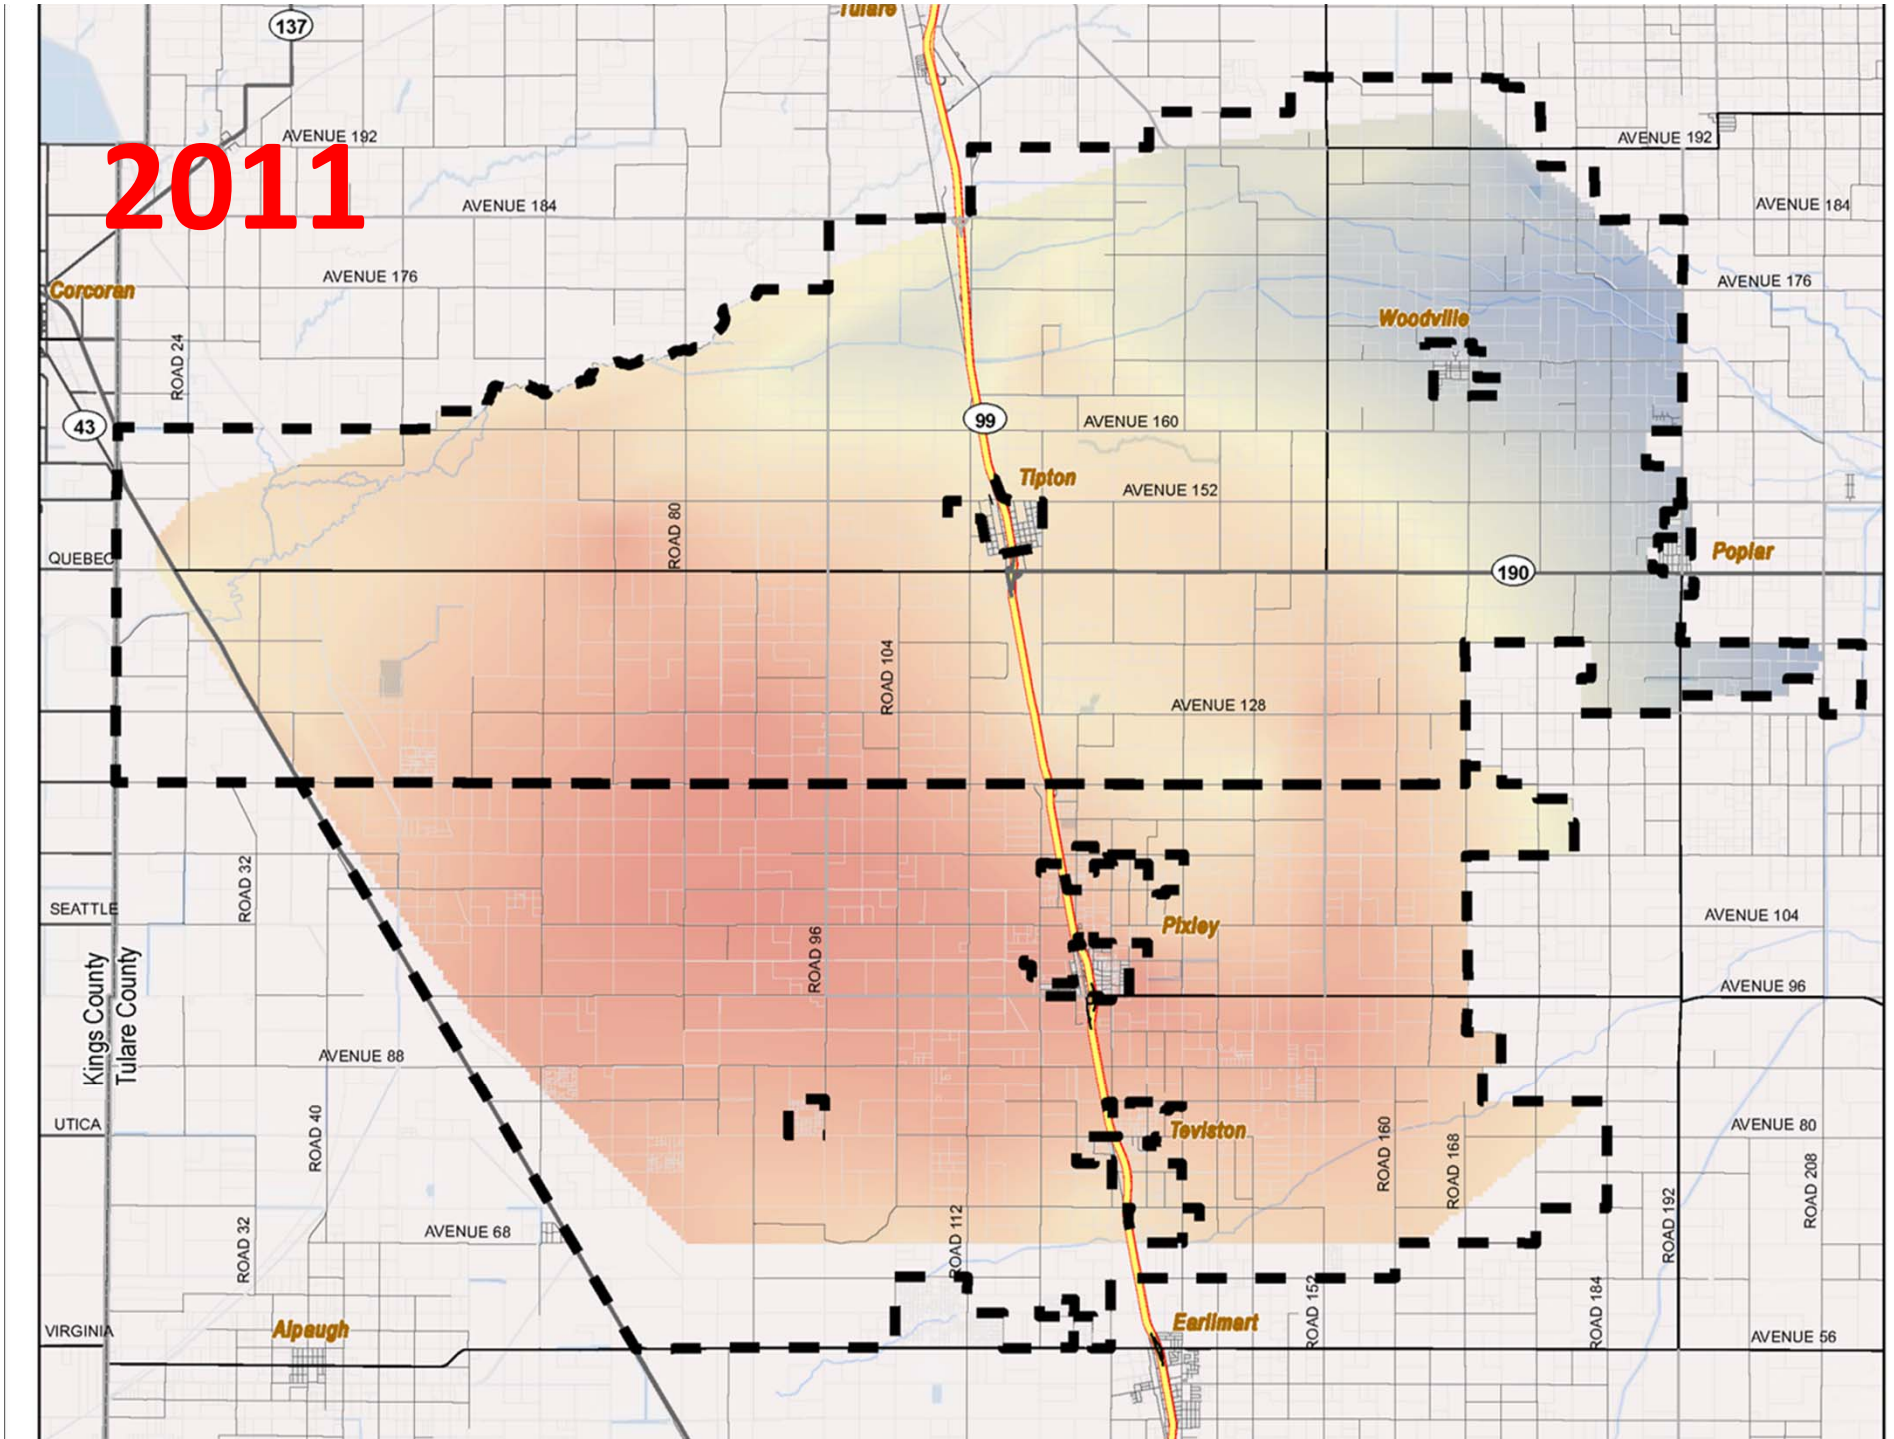 Tulare
137
AVENUE 192
AVENUE 192
2011
AVENUE 184
AVENUE 184
AVENUE 176
AVENUE 176
Corcoran
Woodville
ROAD 24
43
99
AVENUE 160
Tipton
AVENUE 152
ROAD 80
QUEBEC
190
Poplar
ROAD 104
AVENUE 128
ROAD 32
SEATTLE
Pixley
AVENUE 104
ROAD 96
Kings County
Tulare County
AVENUE 96
AVENUE 88
UTICA
ROAD 40
Teviston
AVENUE 80
ROAD 160
ROAD 168
ROAD 208
ROAD 192
ROAD 32
AVENUE 68
ROAD 112
VIRGINIA
Alpaugh
Earlimart
ROAD 152
ROAD 184
AVENUE 56